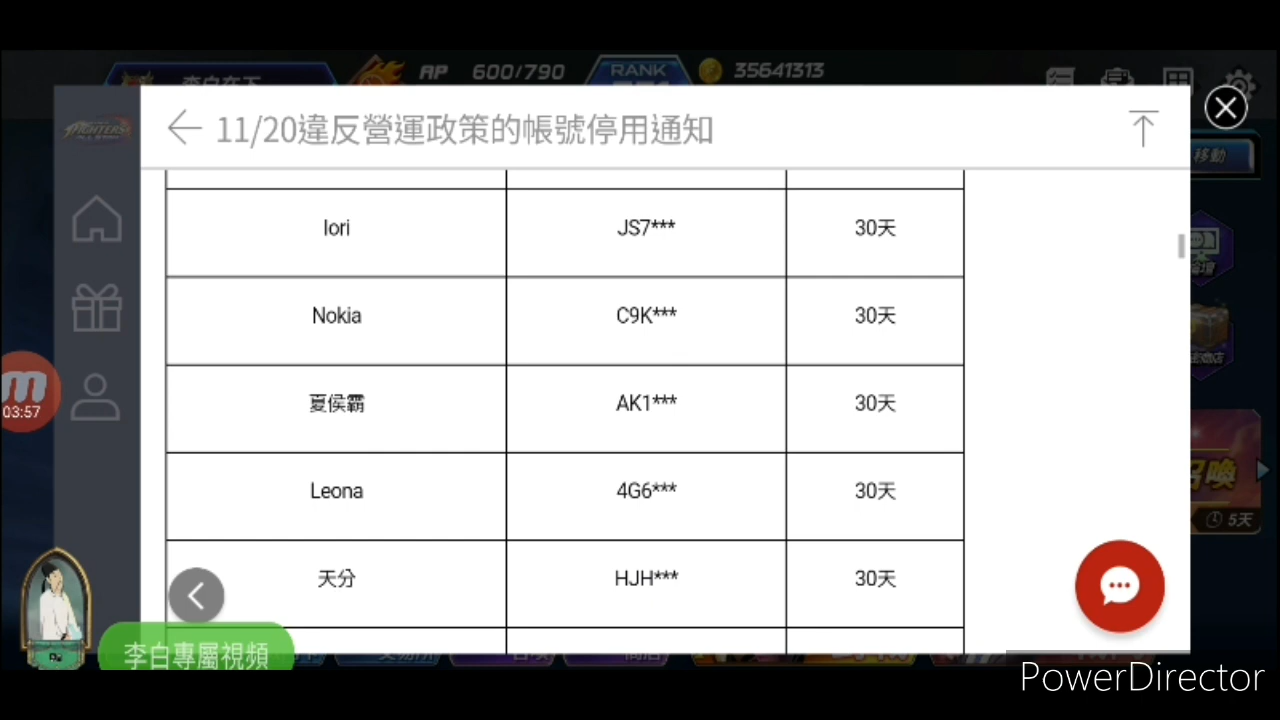 AP 600/790
RANK
35641313
11/20違反營運政策的帳號停用通知
移動
FIGHTERS
Iori JS7*** 30天
Nokia C9K*** 30天
夏侯霸 AK1*** 30天
Leona 4G6*** 30天
天分 HJH*** 30天
03:57
召喚
5天
李白專屬視頻
PowerDirector